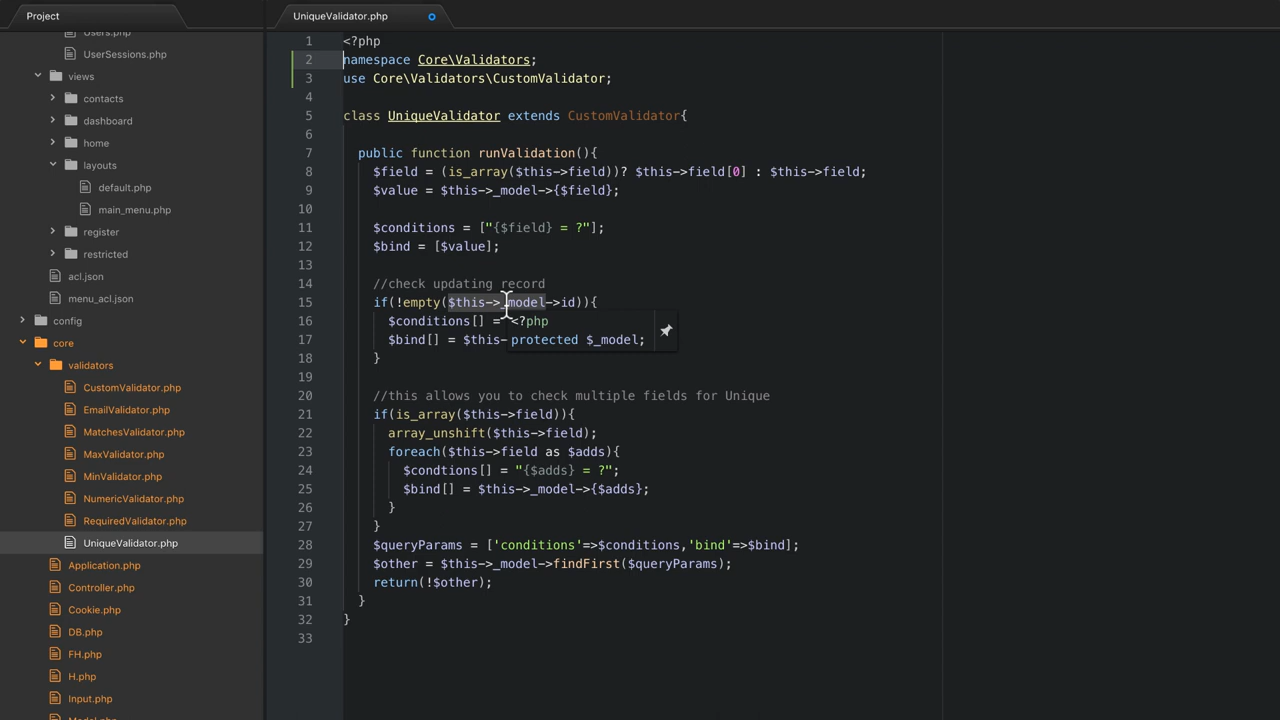 Project
Users.php
UserSessions.php
views
contacts
dashboard
home
layouts
default.php
main_menu.php
register
restricted
acl.json
menu_acl.json
config
core
validators
CustomValidator.php
EmailValidator.php
MatchesValidator.php
MaxValidator.php
MinValidator.php
NumericValidator.php
RequiredValidator.php
UniqueValidator.php
Application.php
Controller.php
Cookie.php
DB.php
FH.php
H.php
Input.php
Model.php
UniqueValidator.php
1 <?php
2 namespace Core\Validators;
3 use Core\Validators\CustomValidator;
4
5 class UniqueValidator extends CustomValidator{
6
7 public function runValidation(){
8 $field = (is_array($this->field))? $this->field[0] : $this->field;
9 $value = $this->_model->{$field};
10
11 $conditions = ["{$field} = ?"];
12 $bind = [$value];
13
14 //check updating record
15 if(!empty($this->_model->id)){
16 $conditions[] =
17 $bind[] = $this-
18 }
19
20 //this allows you to check multiple fields for Unique
21 if(is_array($this->field)){
22 array_unshift($this->field);
23 foreach($this->field as $adds){
24 $condtions[] = "{$adds} = ?";
25 $bind[] = $this->_model->{$adds};
26 }
27 }
28 $queryParams = ['conditions'=>$conditions,'bind'=>$bind];
29 $other = $this->_model->findFirst($queryParams);
30 return(!$other);
31 }
32 }
33
<?php
protected $_model;